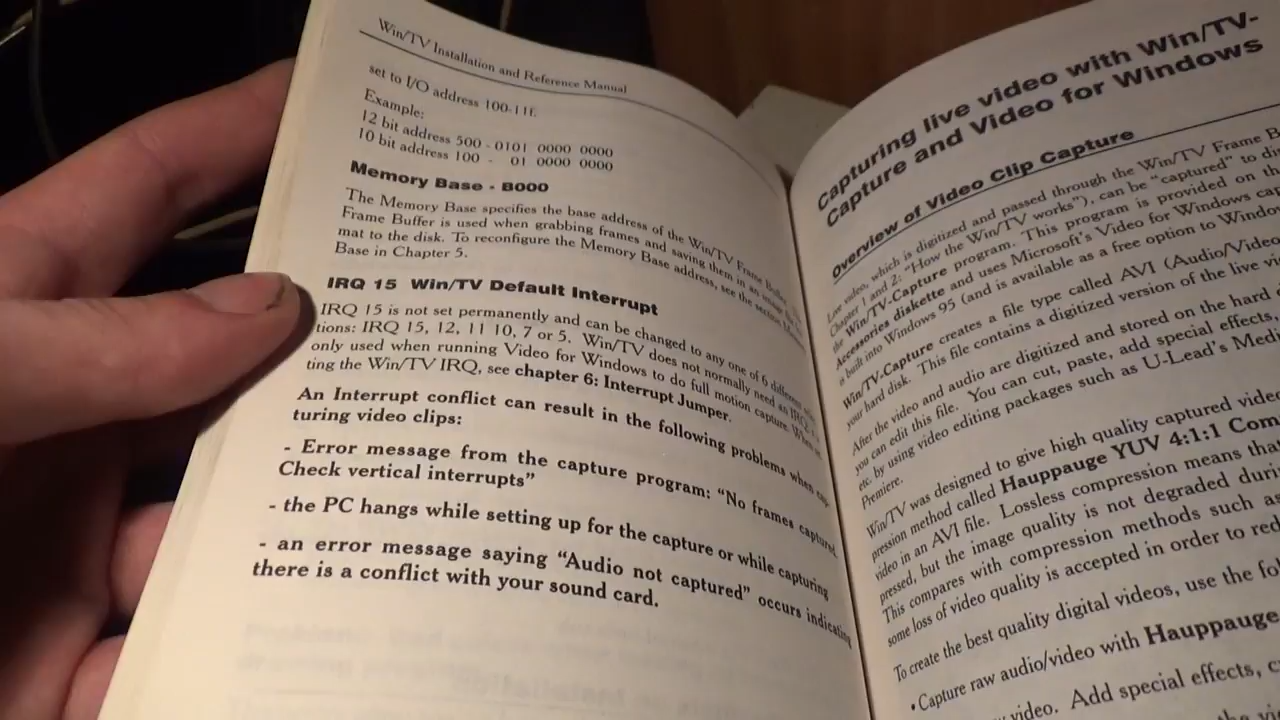 Win/TV Installation and Reference Manual
set to I/O address 100-11f.
Example:
12 bit address 500 - 0101 0000 0000
10 bit address 100 - 01 0000 0000
Memory Base - B000
The Memory Base specifies the base address of the Win/TV Frame Buffer.
Frame Buffer is used when grabbing frames and saving them in an image
mat to the disk. To reconfigure the Memory Base address, see the section
Base in Chapter 5.
IRQ 15 Win/TV Default Interrupt
IRQ 15 is not set permanently and can be changed to any one of 6 different
tions: IRQ 15, 12, 11 10, 7 or 5. Win/TV does not normally need an IRQ.
only used when running Video for Windows to do full motion capture. When
ting the Win/TV IRQ, see chapter 6: Interrupt Jumper.
An Interrupt conflict can result in the following problems when cap-
turing video clips:
- Error message from the capture program: “No frames captured.
Check vertical interrupts”
- the PC hangs while setting up for the capture or while capturing
- an error message saying “Audio not captured” occurs indicating
there is a conflict with your sound card.
Capturing live video with Win/TV-
Capture and Video for Windows
Overview of Video Clip Capture
Live video, which is digitized and passed through the Win/TV Frame B
Chapter 1 and 2: “How the Win/TV works”), can be “captured” to di
the Win/TV-Capture program. This program is provided on th
Accessories diskette and uses Microsoft's Video for Windows ca
is built into Windows 95 (and is available as a free option to Windo
Win/TV-Capture creates a file type called AVI (Audio/Video
your hard disk. This file contains a digitized version of the live vi
After the video and audio are digitized and stored on the hard
you can edit this file. You can cut, paste, add special effects,
etc by using video editing packages such as U-Lead's Medi
Premiere.
Win/TV was designed to give high quality captured vide
pression method called Hauppauge YUV 4:1:1 Com
video in an AVI file. Lossless compression means tha
pressed, but the image quality is not degraded duri
This compares with compression methods such as
some loss of video quality is accepted in order to red
To create the best quality digital videos, use the fol
• Capture raw audio/video with Hauppauge
video. Add special effects, c